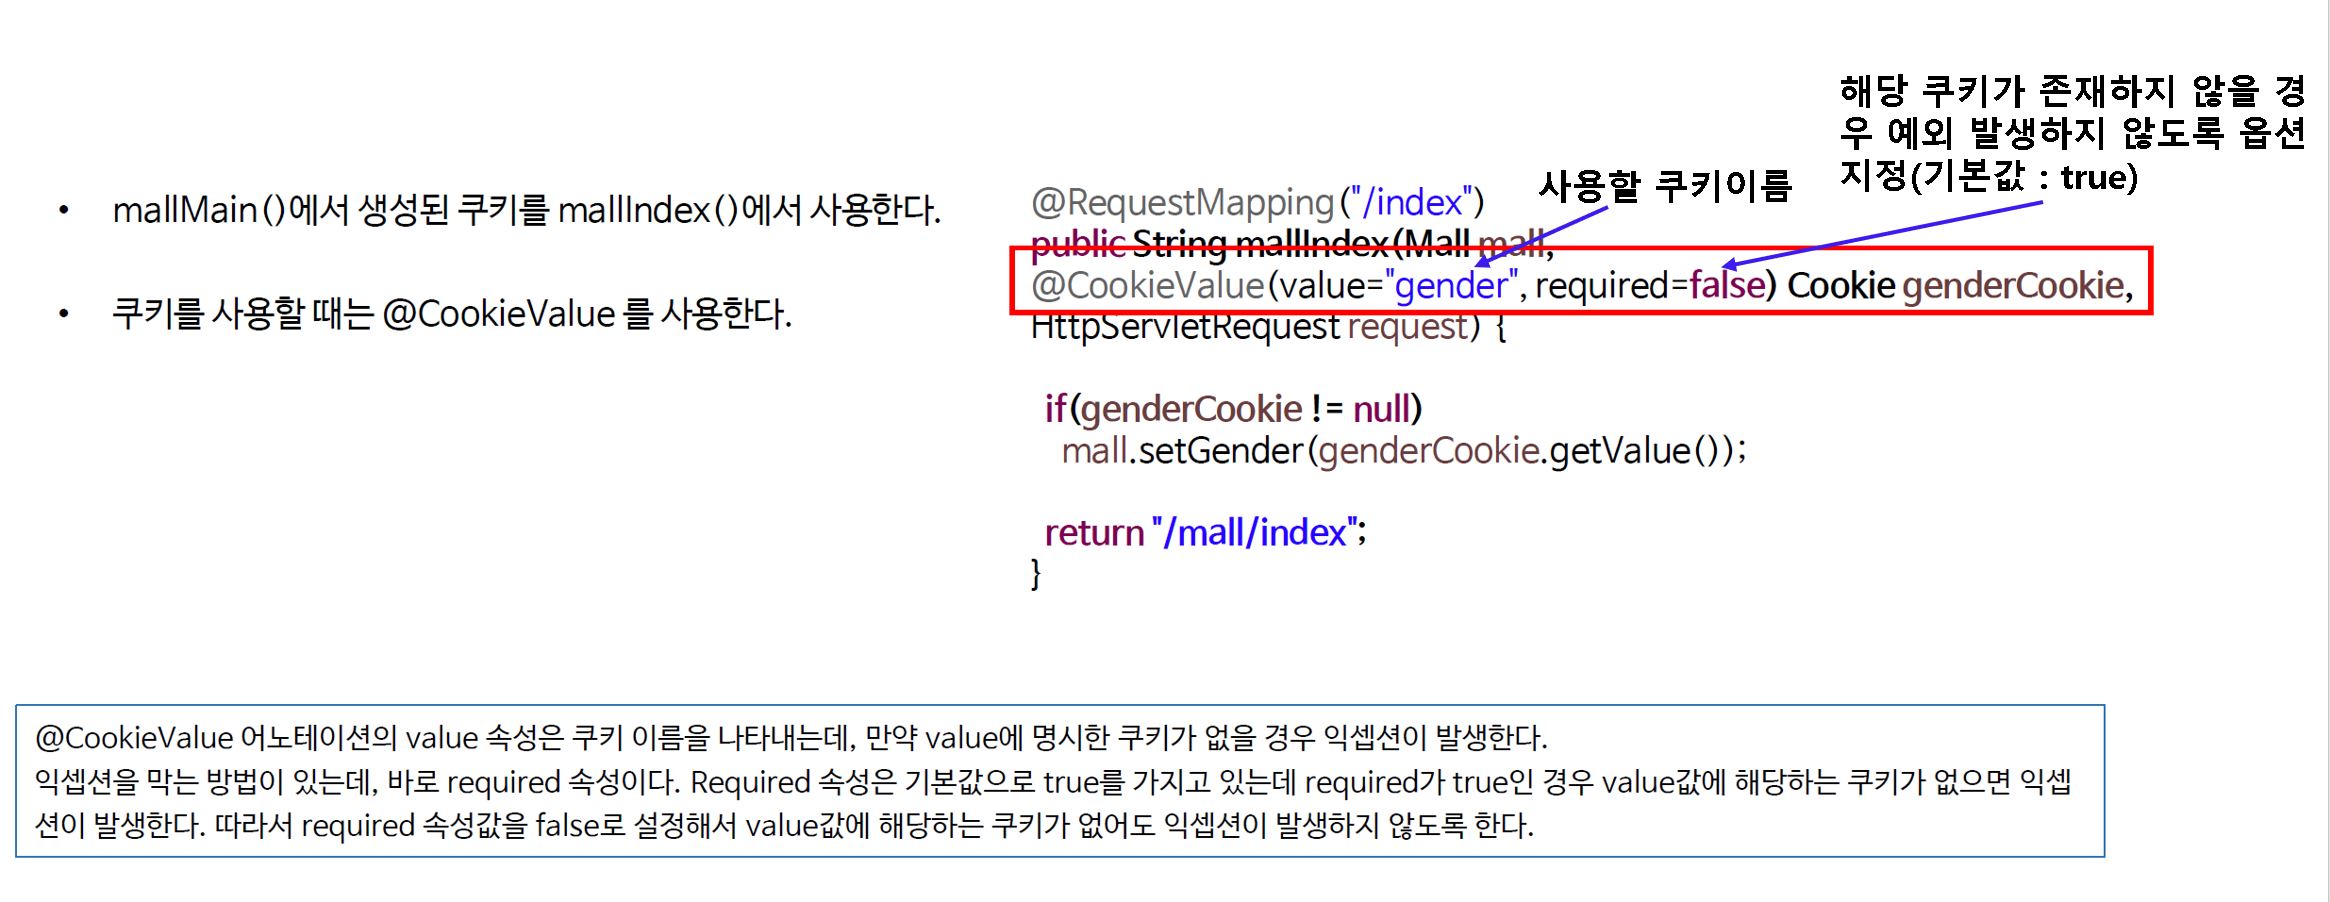 • mallMain()에서 생성된 쿠키를 mallIndex()에서 사용한다.
• 쿠키를 사용할 때는 @CookieValue 를 사용한다.
해당 쿠키가 존재하지 않을 경
우 예외 발생하지 않도록 옵션
지정(기본값 : true)
사용할 쿠키이름
@RequestMapping("/index")
public String mallIndex(Mall mall,
@CookieValue(value="gender", required=false) Cookie genderCookie,
HttpServletRequest request) {
if(genderCookie != null)
mall.setGender(genderCookie.getValue());
return "/mall/index";
}
@CookieValue 어노테이션의 value 속성은 쿠키 이름을 나타내는데, 만약 value에 명시한 쿠키가 없을 경우 익셉션이 발생한다.
익셉션을 막는 방법이 있는데, 바로 required 속성이다. Required 속성은 기본값으로 true를 가지고 있는데 required가 true인 경우 value값에 해당하는 쿠키가 없으면 익셉
션이 발생한다. 따라서 required 속성값을 false로 설정해서 value값에 해당하는 쿠키가 없어도 익셉션이 발생하지 않도록 한다.